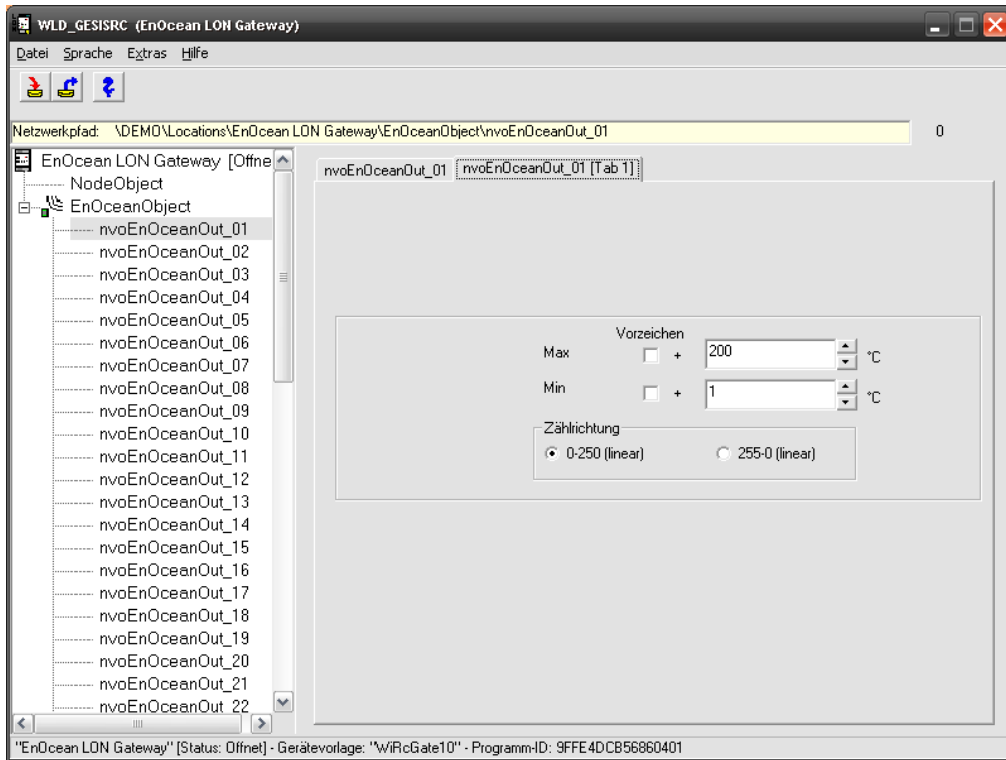 WLD_GESISRC (EnOcean LON Gateway)
Datei Sprache Extras Hilfe
Netzwerkpfad: \DEMO\Locations\EnOcean LON Gateway\EnOceanObject\nvoEnOceanOut_01 0
EnOcean LON Gateway [Offne
NodeObject
EnOceanObject
nvoEnOceanOut_01
nvoEnOceanOut_02
nvoEnOceanOut_03
nvoEnOceanOut_04
nvoEnOceanOut_05
nvoEnOceanOut_06
nvoEnOceanOut_07
nvoEnOceanOut_08
nvoEnOceanOut_09
nvoEnOceanOut_10
nvoEnOceanOut_11
nvoEnOceanOut_12
nvoEnOceanOut_13
nvoEnOceanOut_14
nvoEnOceanOut_15
nvoEnOceanOut_16
nvoEnOceanOut_17
nvoEnOceanOut_18
nvoEnOceanOut_19
nvoEnOceanOut_20
nvoEnOceanOut_21
nvoEnOceanOut_22
nvoEnOceanOut_01 nvoEnOceanOut_01 [Tab 1]
Vorzeichen
Max + 200 °C
Min + 1 °C
Zählrichtung
0-250 (linear) 255-0 (linear)
"EnOcean LON Gateway" [Status: Offnet] - Gerätevorlage: "WiRcGate10" - Programm-ID: 9FFE4DCB56860401